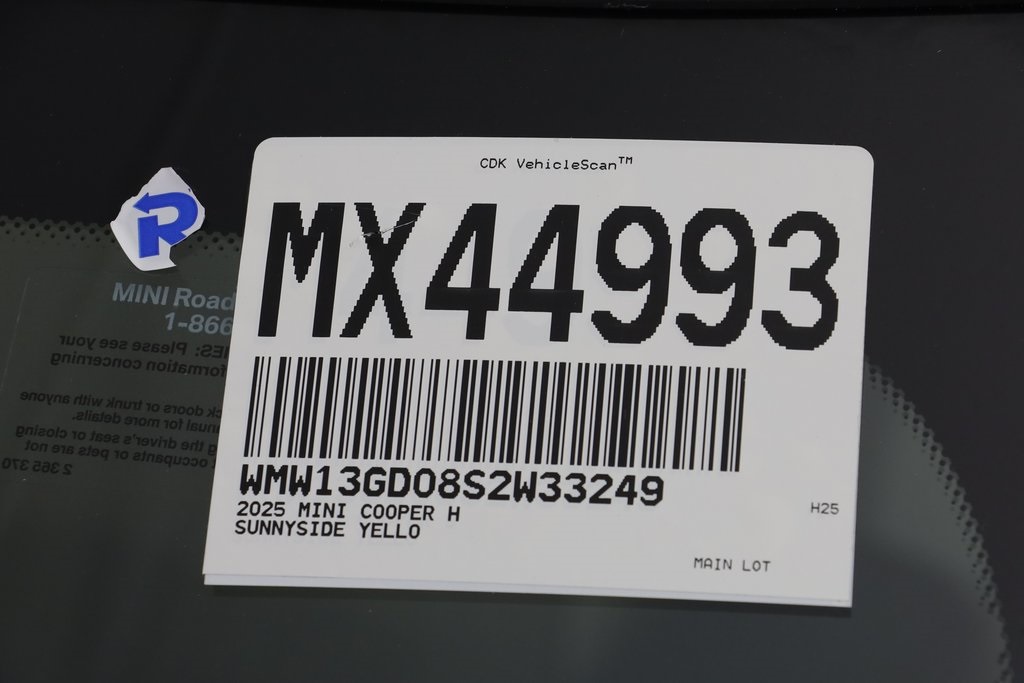 CDK VehicleScan™
MX44993
WMW13GD08S2W33249
2025 MINI COOPER H
SUNNYSIDE YELLO
H25
MAIN LOT
R
MINI Road
1-866
: Please see your
formation concerning
doors or trunk with anyone
manual for more details.
the driver's seat or closing
occupants or pets are not
2 365 370